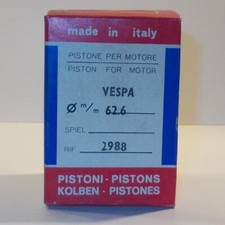 made in italy
PISTONE PER MOTORE
PISTON FOR MOTOR
VESPA
Ø m/m 62.6
SPIEL
RIF 2988
PISTONI - PISTONS
KOLBEN - PISTONES